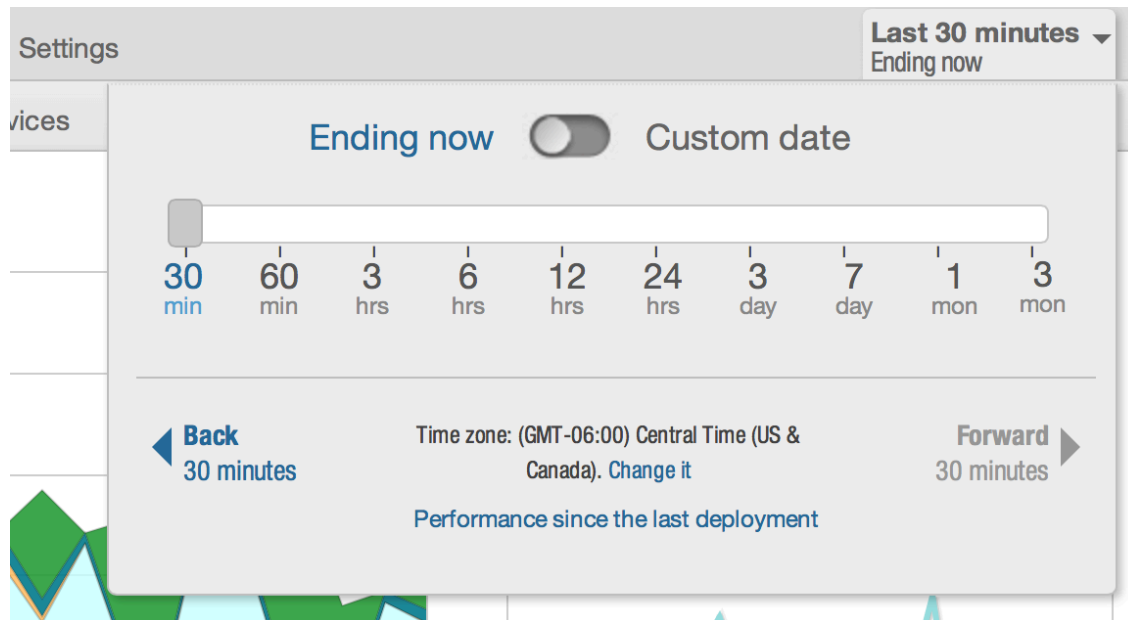 Settings
Last 30 minutes
Ending now
vices
Ending now Custom date
30 60 3 6 12 24 3 7 1 3
min min hrs hrs hrs hrs day day mon mon
Back Time zone: (GMT-06:00) Central Time (US & Forward
30 minutes Canada). Change it 30 minutes
Performance since the last deployment